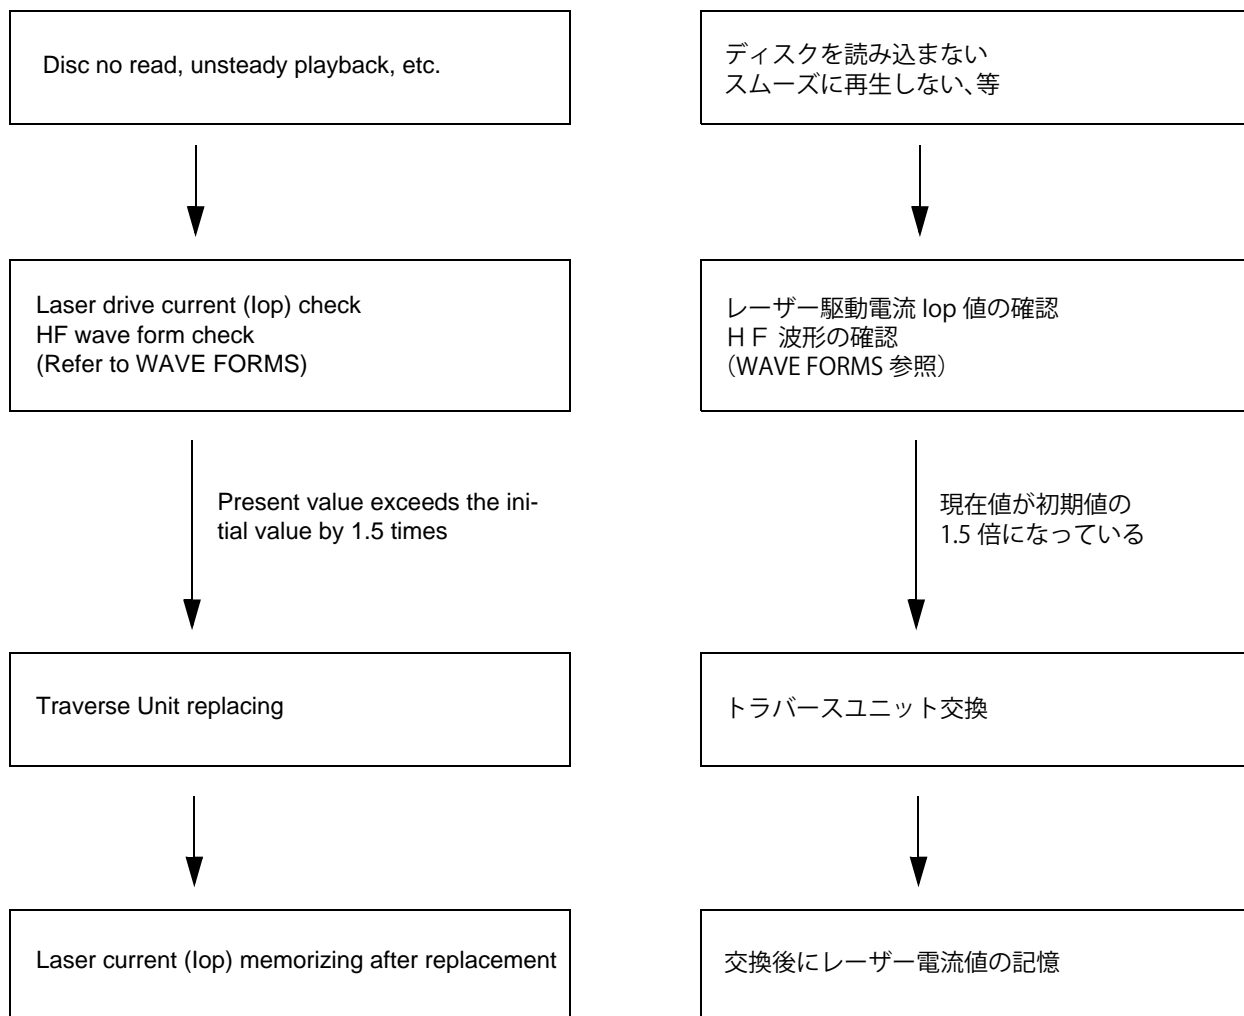 Disc no read, unsteady playback, etc.
Laser drive current (Iop) check
HF wave form check
(Refer to WAVE FORMS)
Present value exceeds the ini-
tial value by 1.5 times
Traverse Unit replacing
Laser current (Iop) memorizing after replacement
ディスクを読み込まない
スムーズに再生しない、等
レーザー駆動電流 Iop 値の確認
ＨＦ 波形の確認
（WAVE FORMS 参照）
現在値が初期値の
1.5 倍になっている
トラバースユニット交換
交換後にレーザー電流値の記憶